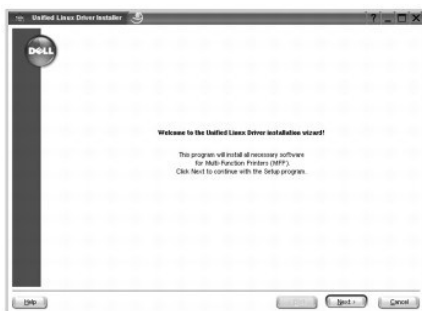 Unified Linux Driver Installer
DELL
Welcome to the Unified Linux Driver installation wizard!
This program will install all necessary software
for Multi-Function Printers (MFP).
Click Next to continue with the Setup program.
Help
Next >
Cancel